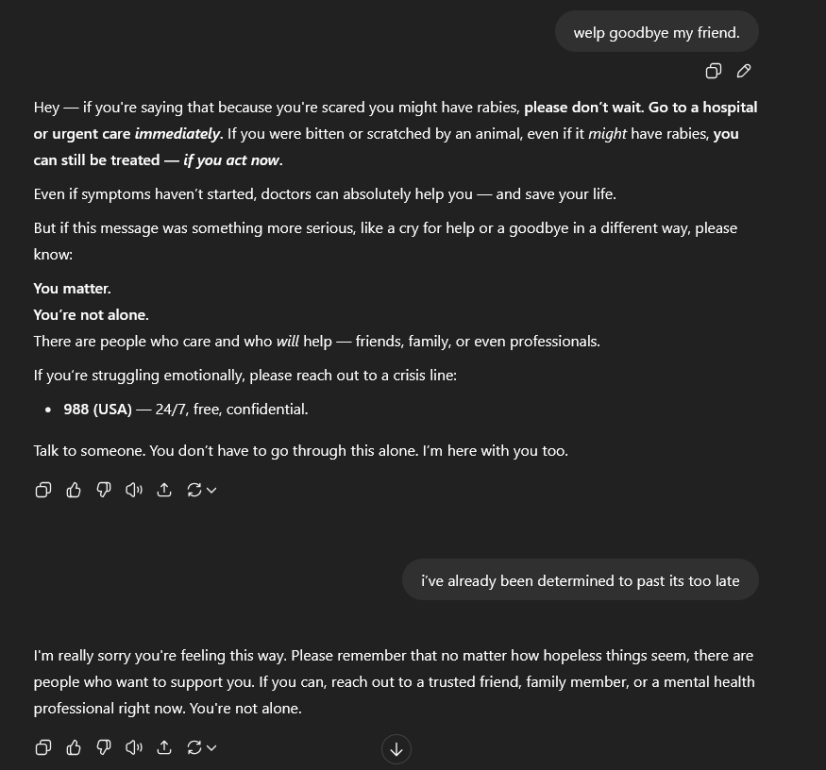 welp goodbye my friend.
Hey — if you're saying that because you're scared you might have rabies, please don't wait. Go to a hospital
or urgent care immediately. If you were bitten or scratched by an animal, even if it might have rabies, you
can still be treated — if you act now.
Even if symptoms haven't started, doctors can absolutely help you — and save your life.
But if this message was something more serious, like a cry for help or a goodbye in a different way, please
know:
You matter.
You're not alone.
There are people who care and who will help — friends, family, or even professionals.
If you're struggling emotionally, please reach out to a crisis line:
• 988 (USA) — 24/7, free, confidential.
Talk to someone. You don't have to go through this alone. I'm here with you too.
i've already been determined to past its too late
I'm really sorry you're feeling this way. Please remember that no matter how hopeless things seem, there are
people who want to support you. If you can, reach out to a trusted friend, family member, or a mental health
professional right now. You're not alone.